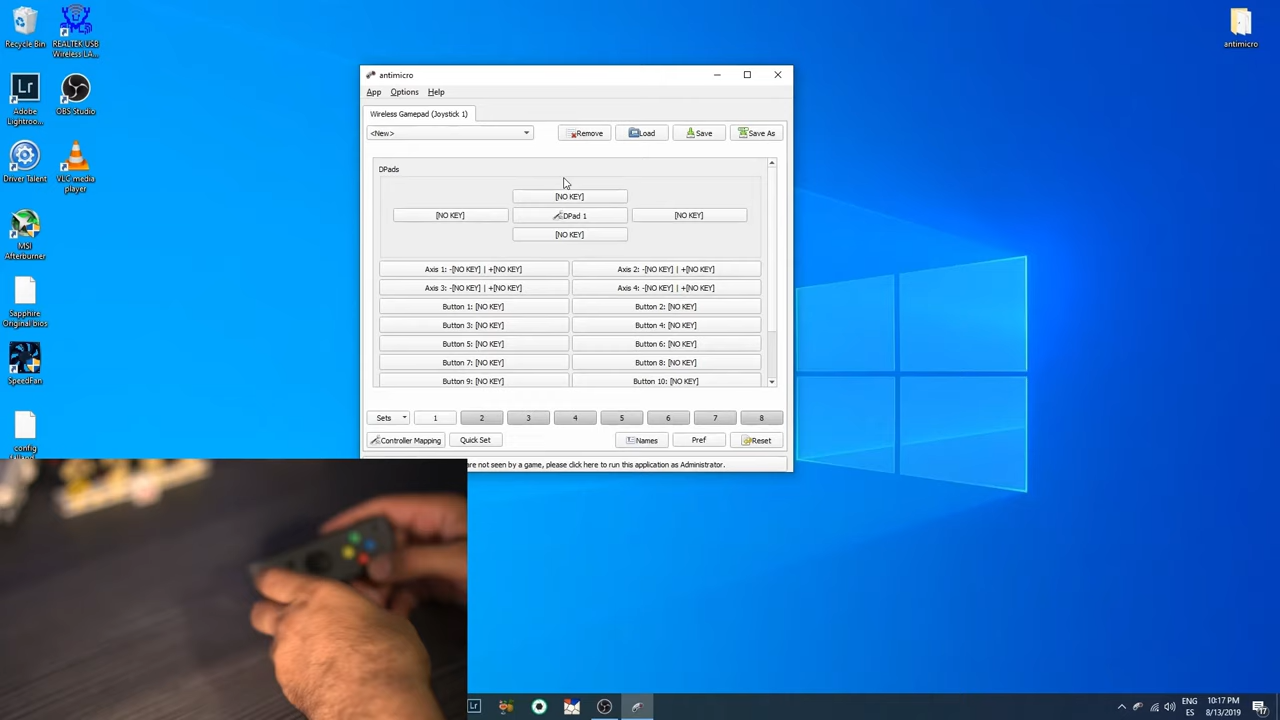 Recycle Bin
REALTEK USB
Wireless LA...
Adobe
Lightroo...
OBS Studio
Driver Talent
VLC media
player
MSI
Afterburner
Sapphire
Original bios
SpeedFan
config
antimicro
antimicro
App Options Help
Wireless Gamepad (Joystick 1)
<New> Remove Load Save Save As
DPads
[NO KEY]
[NO KEY] DPad 1 [NO KEY]
[NO KEY]
Axis 1: -[NO KEY] | +[NO KEY] Axis 2: -[NO KEY] | +[NO KEY]
Axis 3: -[NO KEY] | +[NO KEY] Axis 4: -[NO KEY] | +[NO KEY]
Button 1: [NO KEY] Button 2: [NO KEY]
Button 3: [NO KEY] Button 4: [NO KEY]
Button 5: [NO KEY] Button 6: [NO KEY]
Button 7: [NO KEY] Button 8: [NO KEY]
Button 9: [NO KEY] Button 10: [NO KEY]
Sets 1 2 3 4 5 6 7 8
Controller Mapping Quick Set Names Pref Reset
are not seen by a game, please click here to run this application as Administrator.
Lr
Lr
ENG 10:17 PM
ES 8/13/2019 17